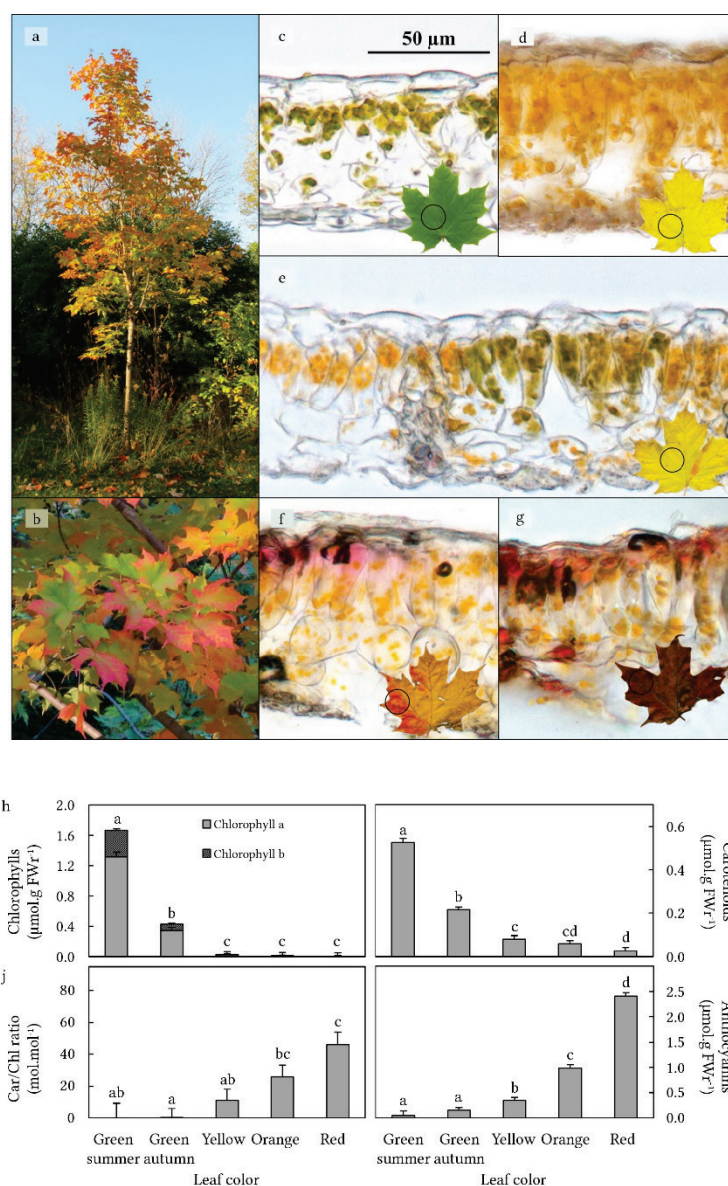 a
c
50 µm
d
e
b
f
g
h
2.0
1.6
1.2
0.8
0.4
0.0
Chlorophylls
(µmol.g FWr⁻¹)
a
b
c
c
c
Chlorophyll a
Chlorophyll b
a
b
c
cd
d
0.6
0.4
0.2
0.0
(µmol.g FWr⁻¹)
j
80
60
40
20
0
Car/Chl ratio
(mol.mol⁻¹)
ab
a
ab
bc
c
a
a
b
c
d
2.5
2.0
1.5
1.0
0.5
0.0
(µmol.g FWr⁻¹)
Green Green Yellow Orange Red
summer autumn
Leaf color
Green Green Yellow Orange Red
summer autumn
Leaf color